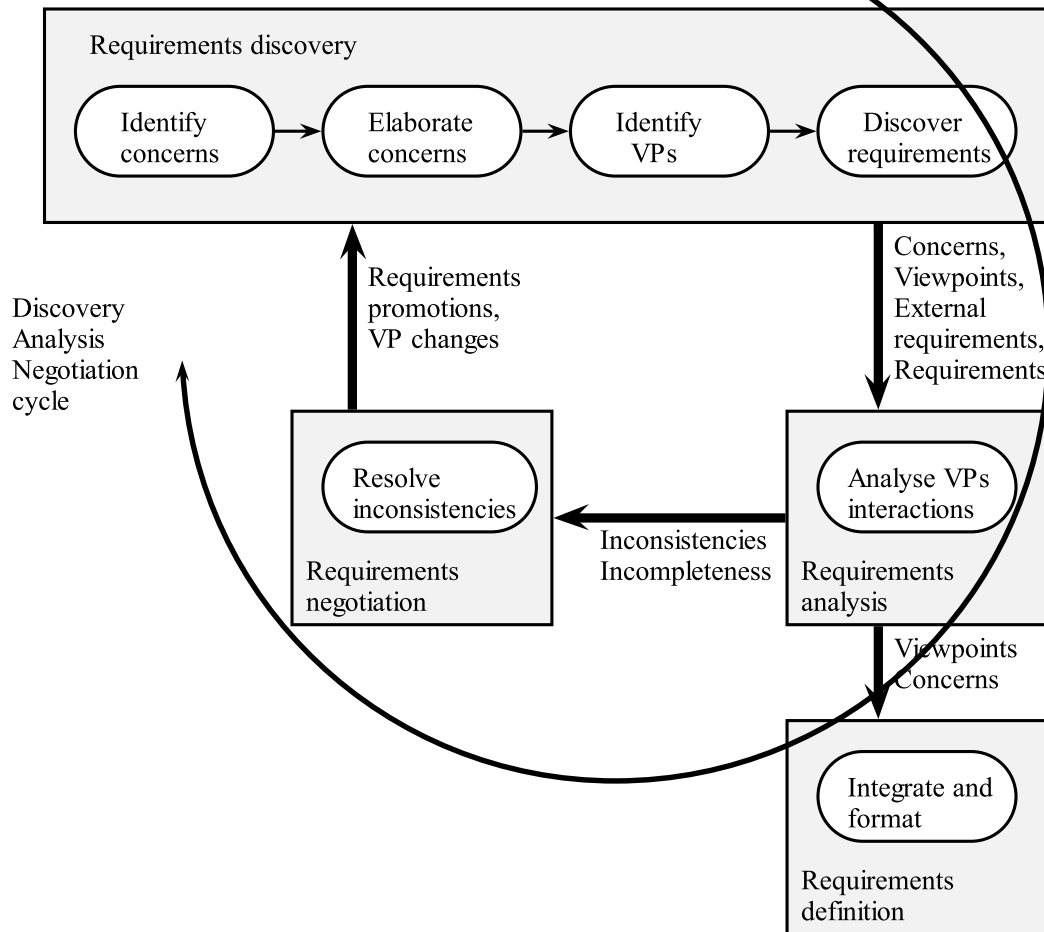 Requirements discovery
Identify
concerns
Elaborate
concerns
Identify
VPs
Discover
requirements
Concerns,
Viewpoints,
External
requirements,
Requirements
Requirements
promotions,
VP changes
Discovery
Analysis
Negotiation
cycle
Resolve
inconsistencies
Requirements
negotiation
Inconsistencies
Incompleteness
Analyse VPs
interactions
Requirements
analysis
Viewpoints
Concerns
Integrate and
format
Requirements
definition